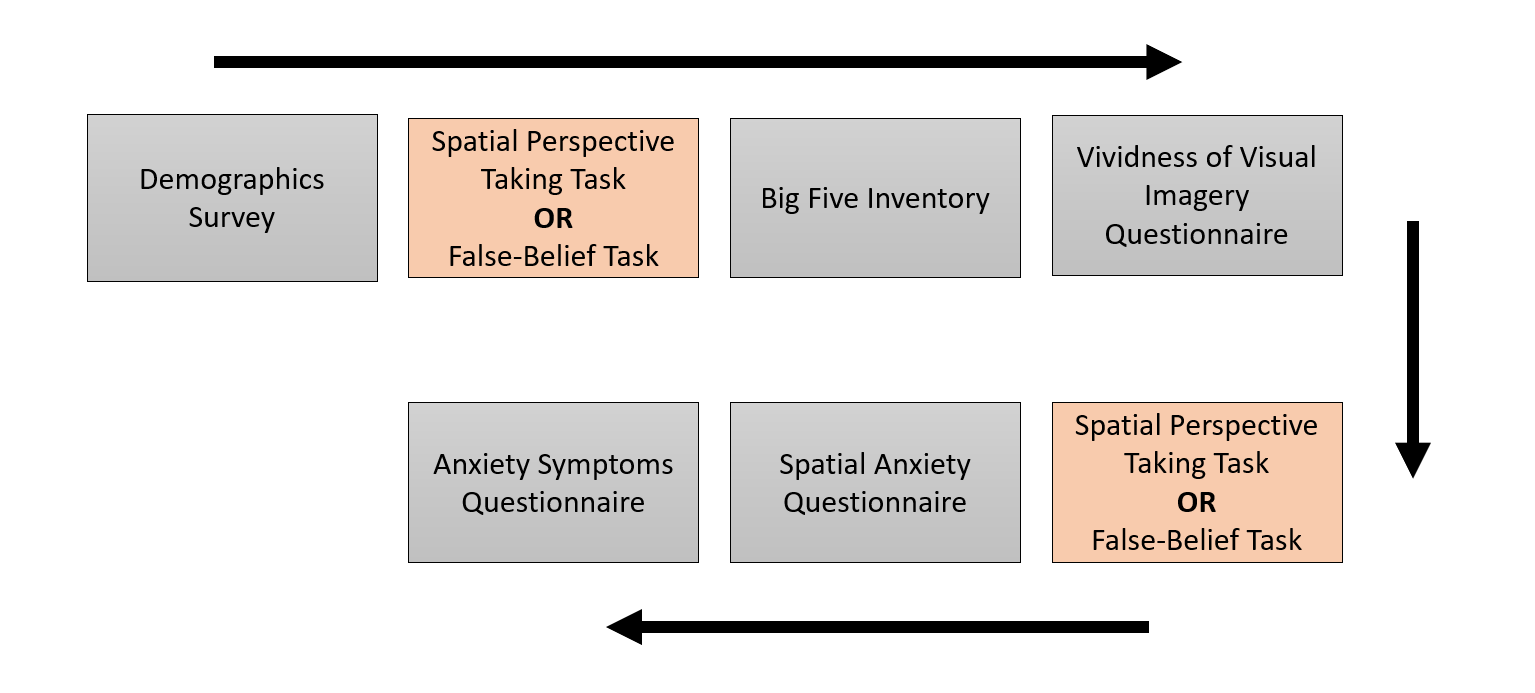 Demographics
Survey
Spatial Perspective
Taking Task
OR
False-Belief Task
Big Five Inventory
Vividness of Visual
Imagery
Questionnaire
Spatial Perspective
Taking Task
OR
False-Belief Task
Spatial Anxiety
Questionnaire
Anxiety Symptoms
Questionnaire